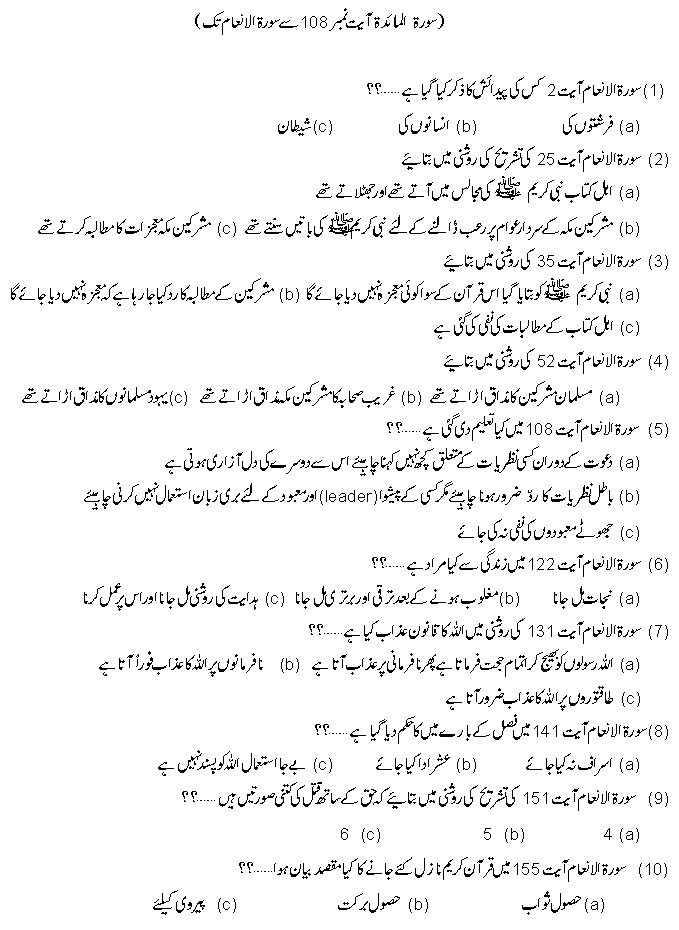 (سورۃ المائدۃ آیت نمبر 108 سے سورۃ الانعام تک)
(1) سورۃ الانعام آیت 2 کس کی پیدائش کا ذکر کیا گیا ہے......؟؟
(a) فرشتوں کی (b) انسانوں کی (c) شیطان
(2) سورۃ الانعام آیت 25 کی تشریح کی روشنی میں بتائیے
(a) اہل کتاب نبی کریم ﷺ کی مجالس میں آتے تھے اور جھٹلاتے تھے
(b) مشرکین مکہ کے سردار عوام پر رعب ڈالنے کے لئے نبی کریم ﷺ کی باتیں سنتے تھے (c) مشرکین مکہ معجزات کا مطالبہ کرتے تھے
(3) سورۃ الانعام آیت 35 کی روشنی میں بتائیے
(a) نبی کریم ﷺ کو بتایا گیا اس قرآن کے سوا کوئی معجزہ نہیں دیا جائے گا (b) مشرکین کے مطالبہ کا رد کیا جا رہا ہے کہ معجزہ نہیں دیا جائے گا
(c) اہل کتاب کے مطالبات کی نفی کی گئی ہے
(4) سورۃ الانعام آیت 52 کی روشنی میں بتائیے
(a) مسلمان مشرکین کا مذاق اڑاتے تھے (b) غریب صحابہ کا مشرکین مکہ مذاق اڑاتے تھے (c) یہود مسلمانوں کا مذاق اڑاتے تھے
(5) سورۃ الانعام آیت 108 میں کیا تعلیم دی گئی ہے......؟؟
(a) دعوت کے دوران کسی نظریات کے متعلق کچھ نہیں کہنا چاہیئے اس سے دوسرے کی دل آزاری ہوتی ہے
(b) باطل نظریات کا ردّ ضرور ہونا چاہیئے مگر کسی کے پیشوا (leader) اور معبود کے لئے بری زبان استعمال نہیں کرنی چاہیئے
(c) جھوٹے معبودوں کی نفی نہ کی جائے
(6) سورۃ الانعام آیت 122 میں زندگی سے کیا مراد ہے......؟؟
(a) نجات مل جانا (b) مغلوب ہونے کے بعد ترقی اور برتری مل جانا (c) ہدایت کی روشنی مل جانا اور اس پر عمل کرنا
(7) سورۃ الانعام آیت 131 کی روشنی میں اللہ کا قانون عذاب کیا ہے......؟؟
(a) اللہ رسولوں کو بھیج کر اتمام حجت فرماتا ہے پھر نافرمانی پر عذاب آتا ہے (b) نافرمانوں پر اللہ کا عذاب فوراً آتا ہے
(c) طاقتوروں پر اللہ کا عذاب ضرور آتا ہے
(8) سورۃ الانعام آیت 141 میں فصل کے بارے میں کا حکم دیا گیا ہے......؟؟
(a) اسراف نہ کیا جائے (b) عشر ادا کیا جائے (c) بے جا استعمال اللہ کو پسند نہیں ہے
(9) سورۃ الانعام آیت 151 کی تشریح کی روشنی میں بتائیے کہ حق کے ساتھ قتل کی کتنی صورتیں ہیں......؟؟
(a) 4 (b) 5 (c) 6
(10) سورۃ الانعام آیت 155 میں قرآن کریم نازل کئے جانے کا کیا مقصد بیان ہوا......؟؟
(a) حصول ثواب (b) حصول برکت (c) پیروی کیلئے